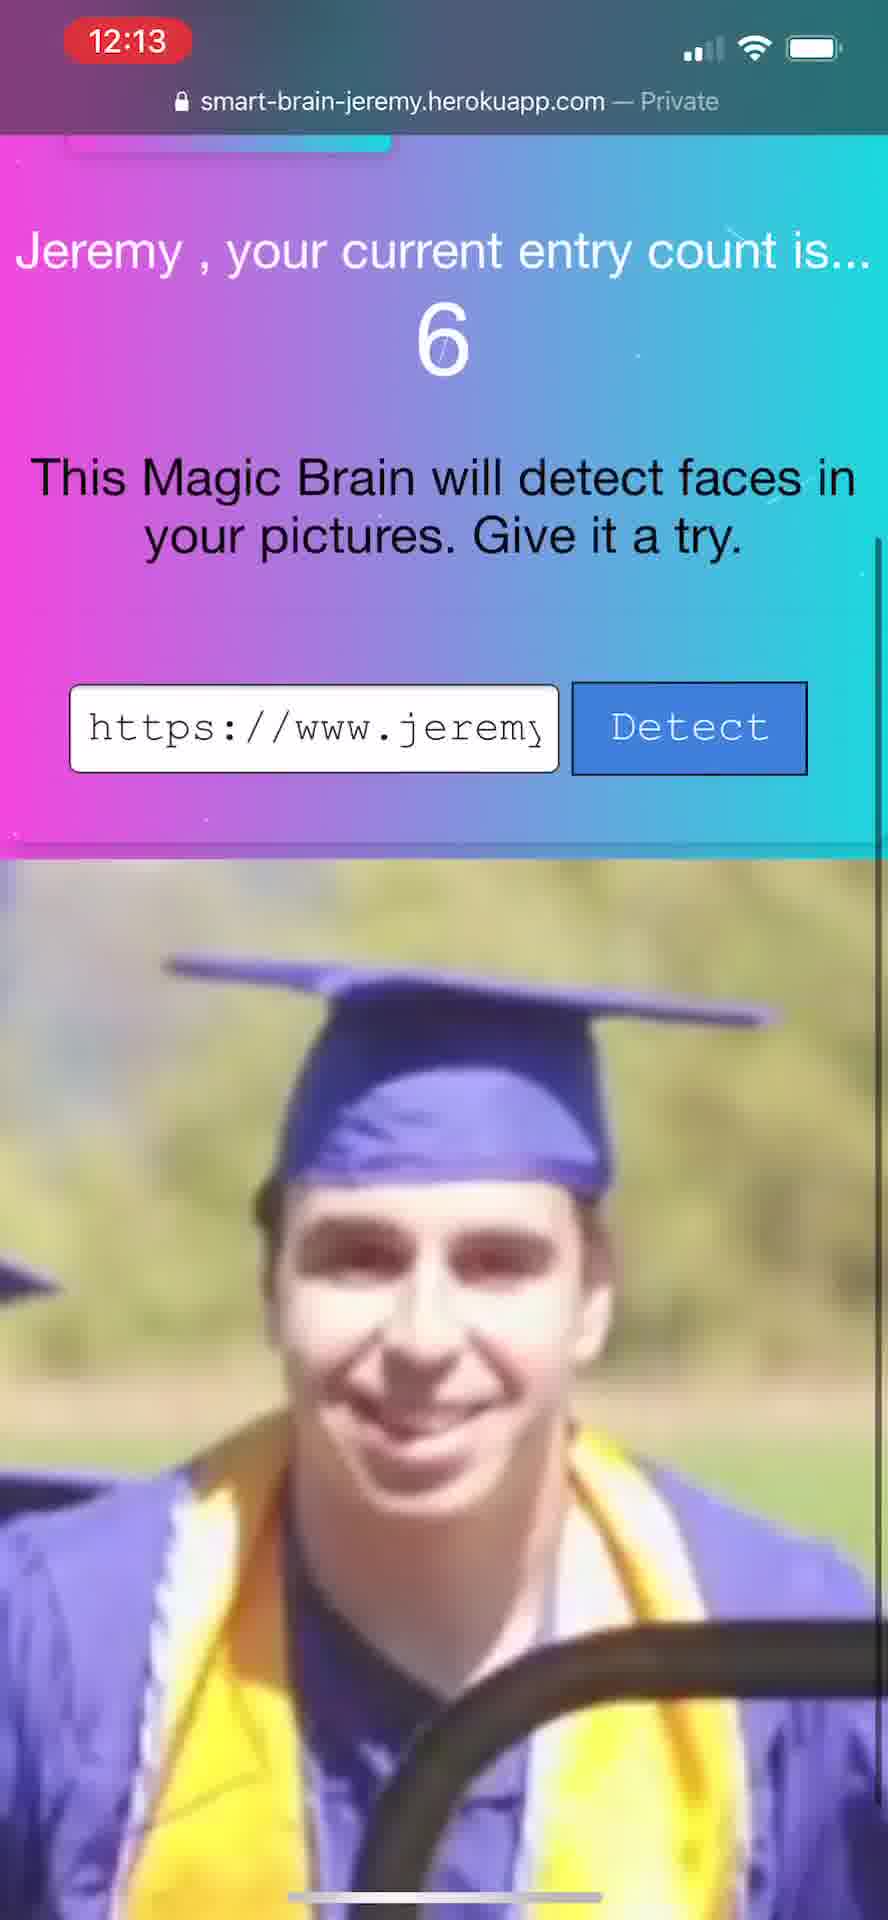 12:13
smart-brain-jeremy.herokuapp.com — Private
Jeremy , your current entry count is...
6
This Magic Brain will detect faces in
your pictures. Give it a try.
https://www.jeremy
Detect